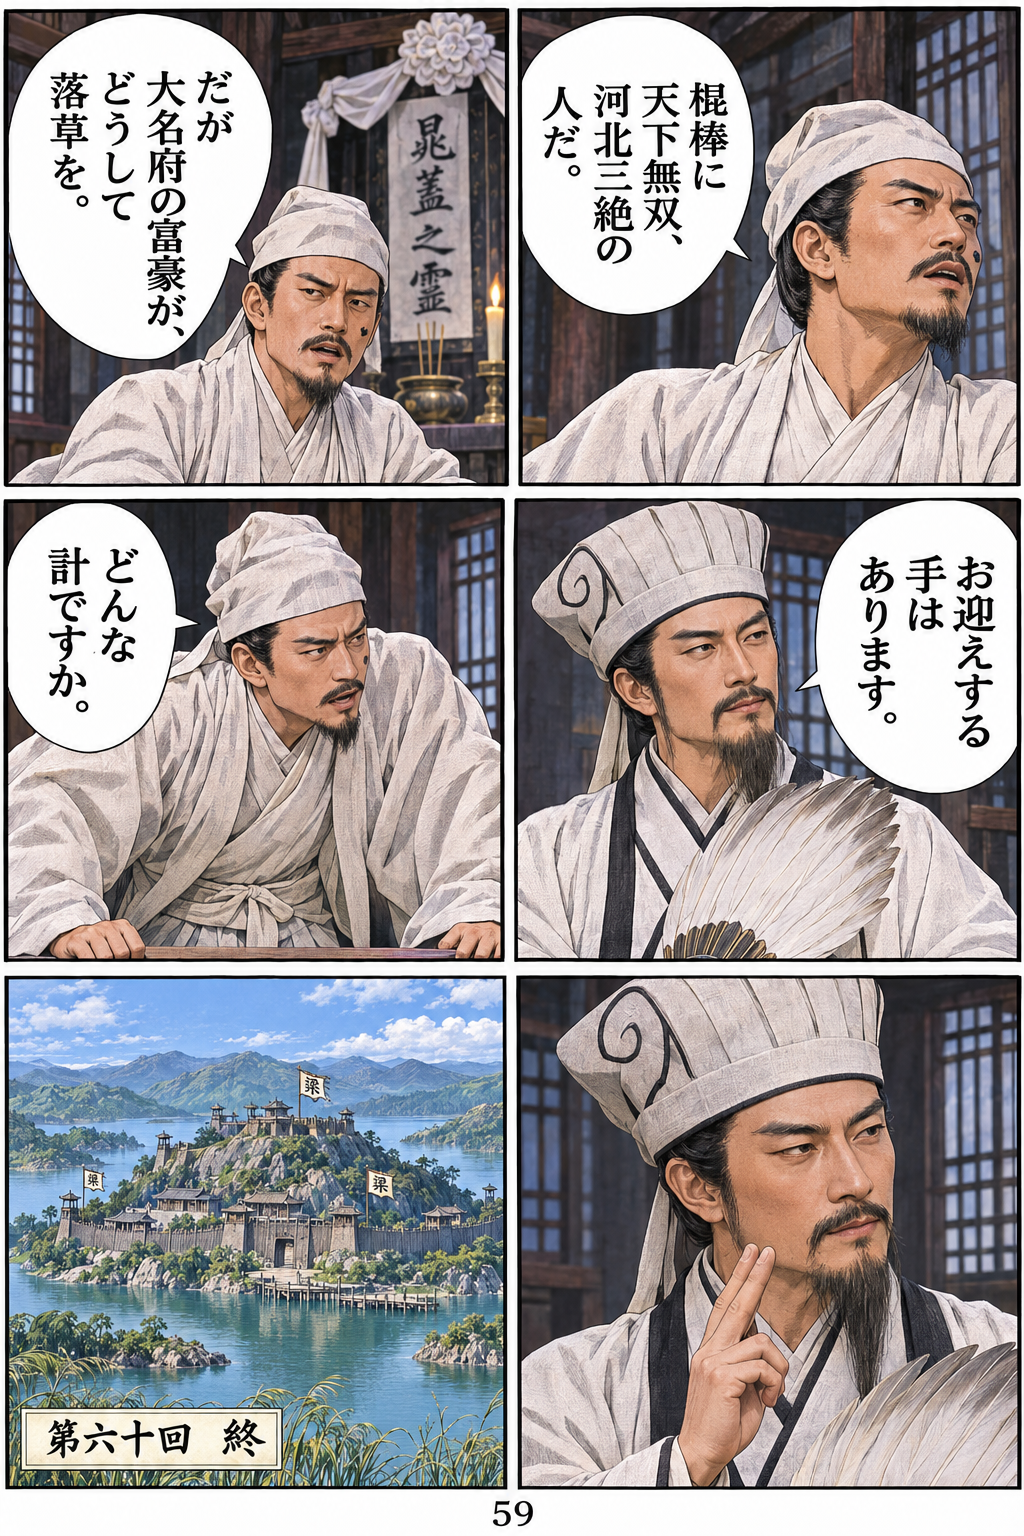 棍棒に
天下無双、
河北三絶の
人だ。
だが
大名府の富豪が、
どうして
落草を。
晁蓋之霊
お迎えする
手は
あります。
どんな
計ですか。
梁
梁
梁
第六十回 終
59